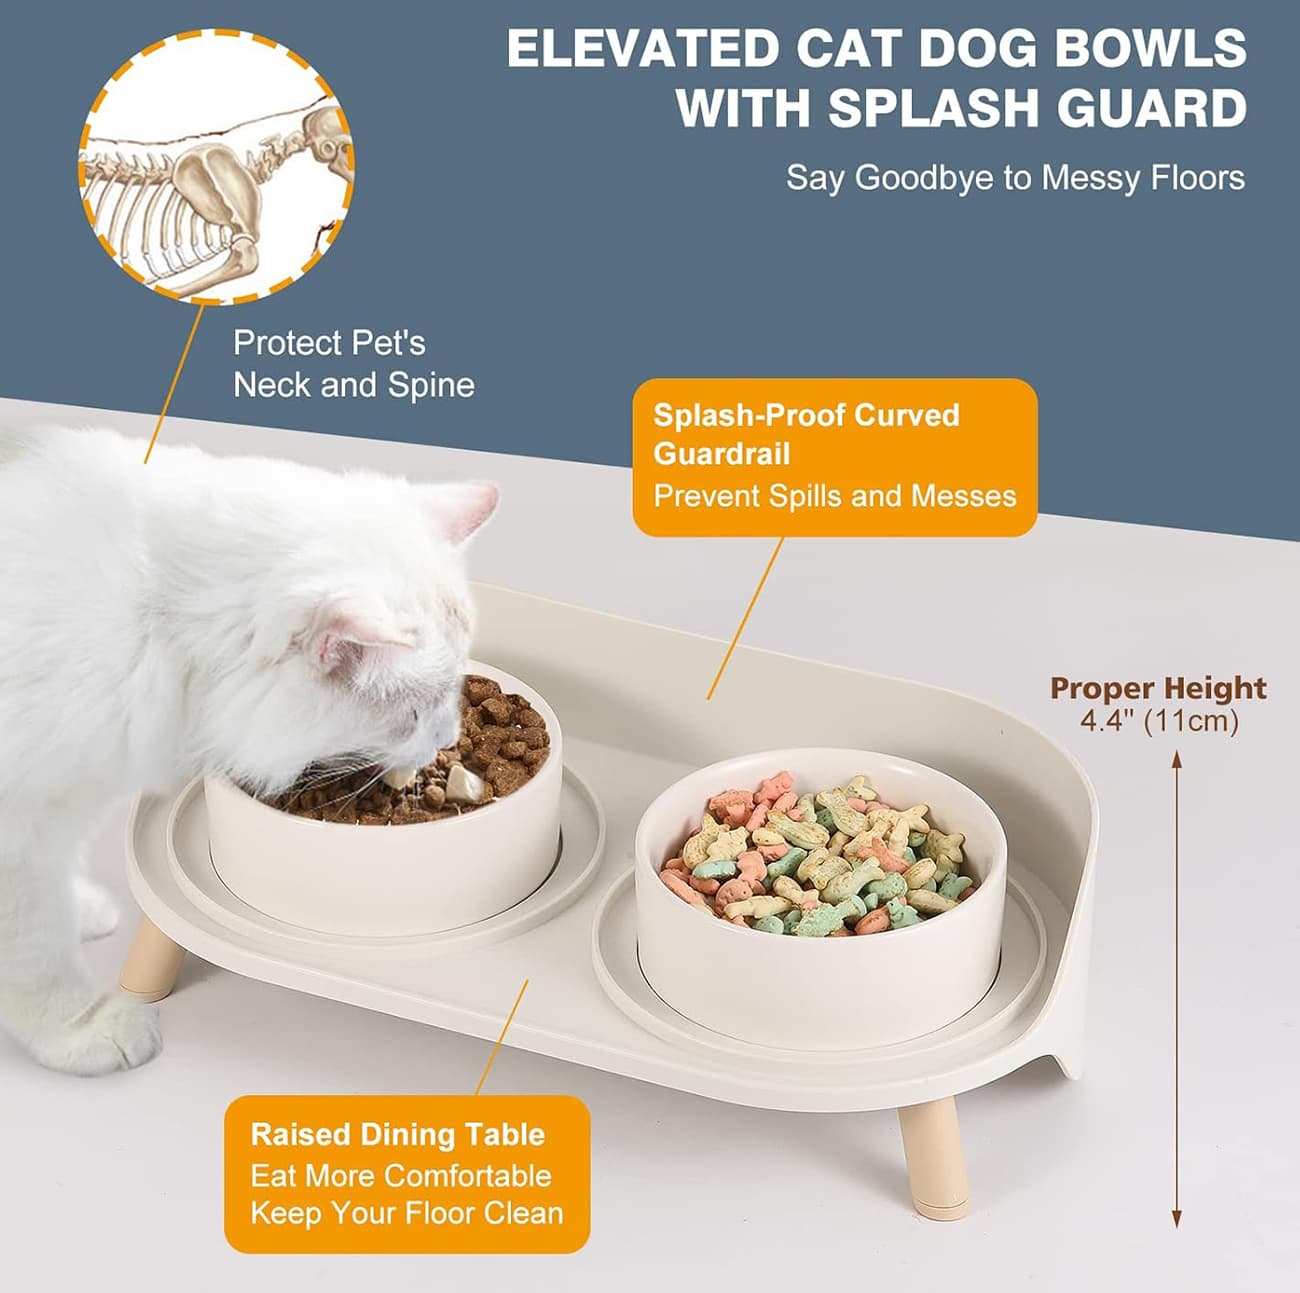 ELEVATED CAT DOG BOWLS
WITH SPLASH GUARD
Say Goodbye to Messy Floors
Protect Pet's
Neck and Spine
Splash-Proof Curved
Guardrail
Prevent Spills and Messes
Proper Height
4.4" (11cm)
Raised Dining Table
Eat More Comfortable
Keep Your Floor Clean